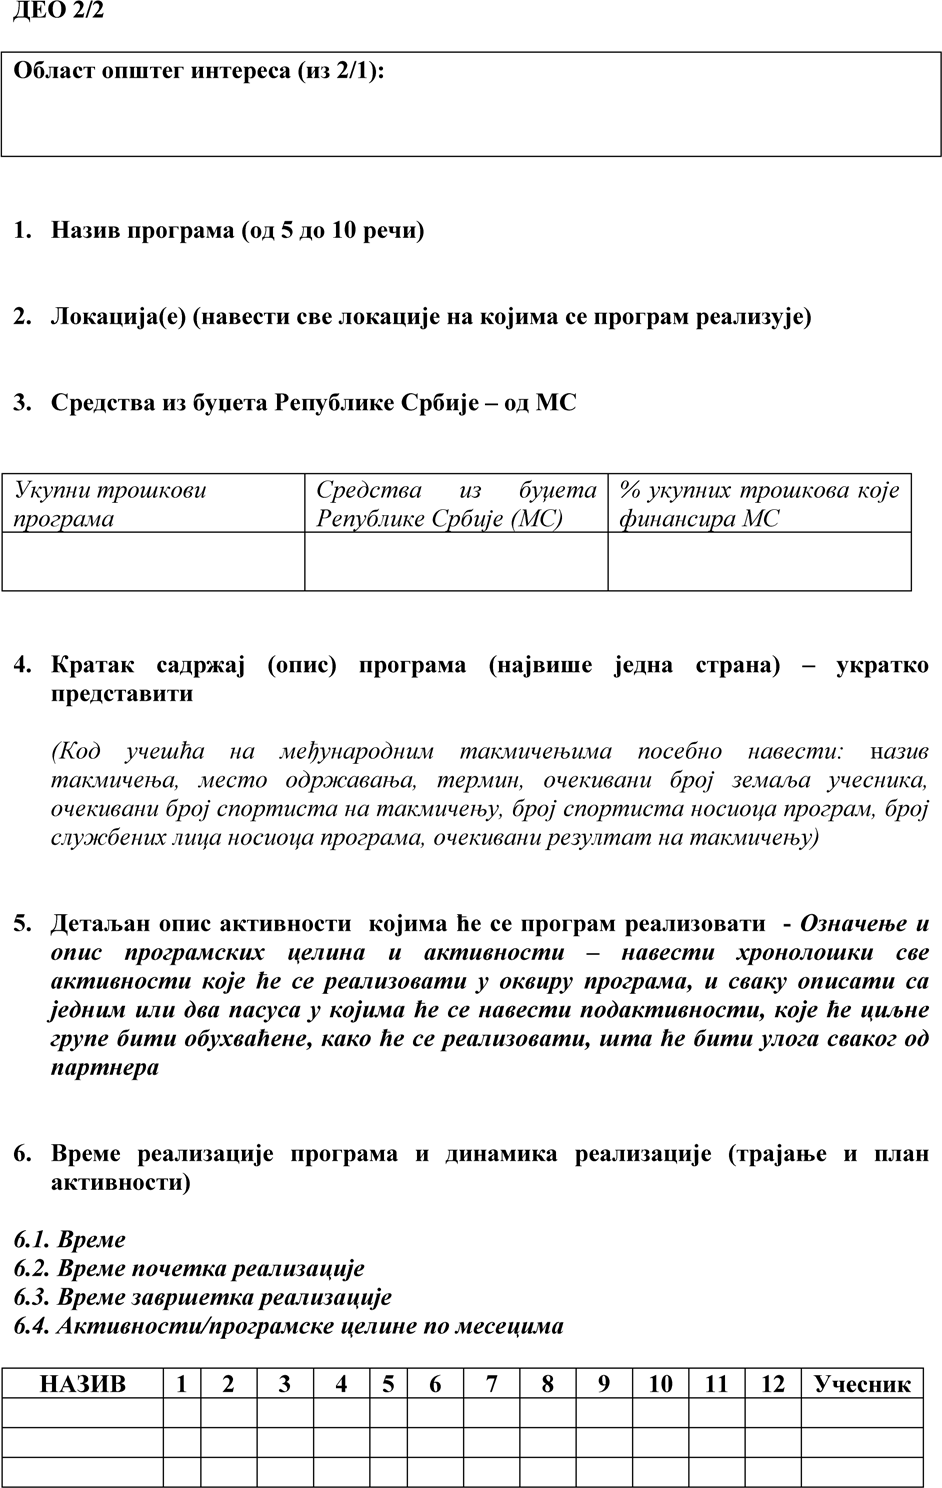 ДЕО 2/2
Област општег интереса (из 2/1):
1. Назив програма (од 5 до 10 речи)
2. Локација(е) (навести све локације на којима се програм реализује)
3. Средства из буџета Републике Србије – од МС
Укупни трошкови
програма
Средства из буџета
Републике Србије (МС)
% укупних трошкова које
финансира МС
4. Кратак садржај (опис) програма (највише једна страна) – укратко
представити
(Код учешћа на међународним такмичењима посебно навести: назив
такмичења, место одржавања, термин, очекивани број земаља учесника,
очекивани број спортиста на такмичењу, број спортиста носиоца програм, број
службених лица носиоца програма, очекивани резултат на такмичењу)
5. Детаљан опис активности којима ће се програм реализовати - Означење и
опис програмских целина и активности – навести хронолошки све
активности које ће се реализовати у оквиру програма, и сваку описати са
једним или два пасуса у којима ће се навести подактивности, које ће циљне
групе бити обухваћене, како ће се реализовати, шта ће бити улога сваког од
партнера
6. Време реализације програма и динамика реализације (трајање и план
активности)
6.1. Време
6.2. Време почетка реализације
6.3. Време завршетка реализације
6.4. Активности/програмске целине по месецима
НАЗИВ 1 2 3 4 5 6 7 8 9 10 11 12 Учесник